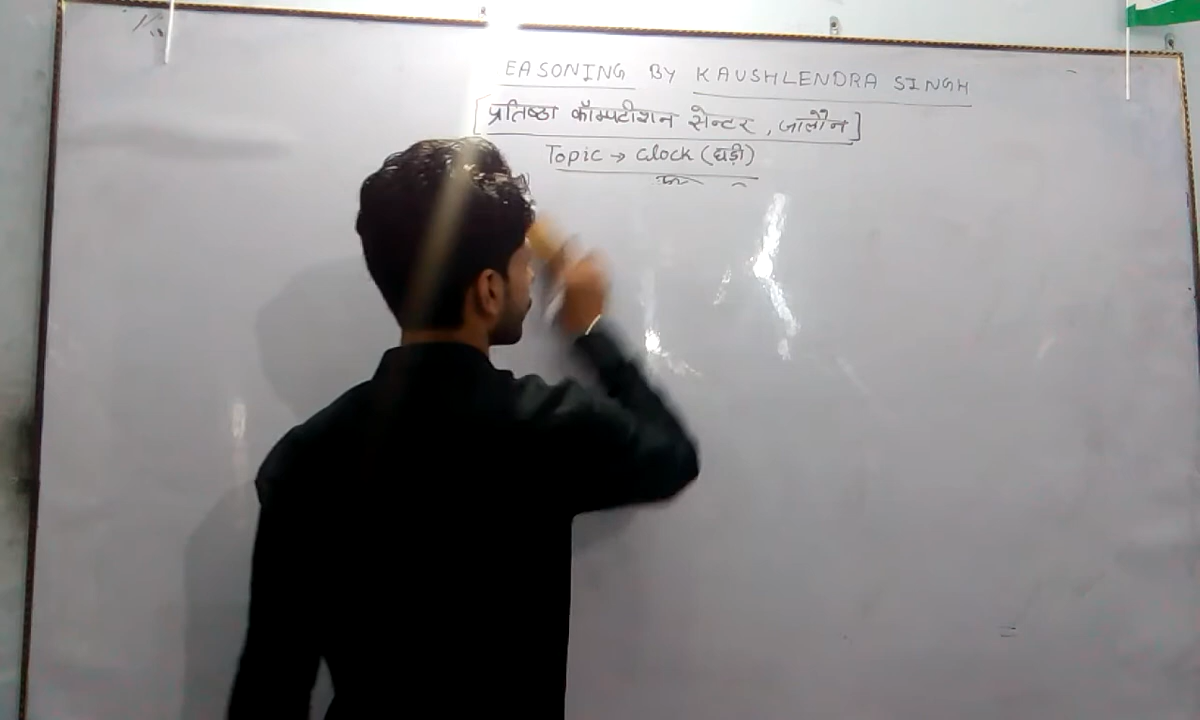 EASONING BY KAUSHLENDRA SINGH
[प्रतिष्ठा कॉम्पटीशन सेन्टर, जालौन]
Topic → Clock (घड़ी)